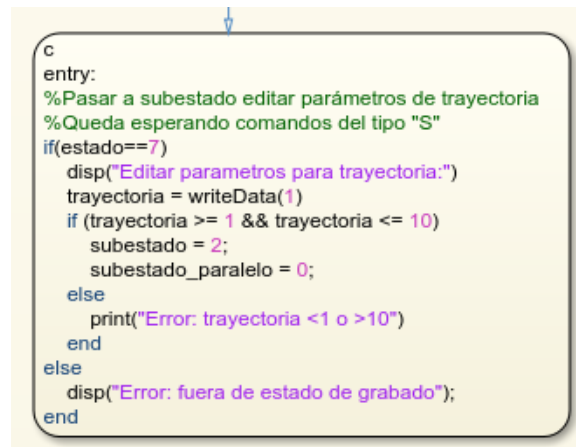 c
entry:
%Pasar a subestado editar parámetros de trayectoria
%Queda esperando comandos del tipo "S"
if(estado==7)
disp("Editar parametros para trayectoria:")
trayectoria = writeData(1)
if (trayectoria >= 1 && trayectoria <= 10)
subestado = 2;
subestado_paralelo = 0;
else
print("Error: trayectoria <1 o >10")
end
else
disp("Error: fuera de estado de grabado");
end